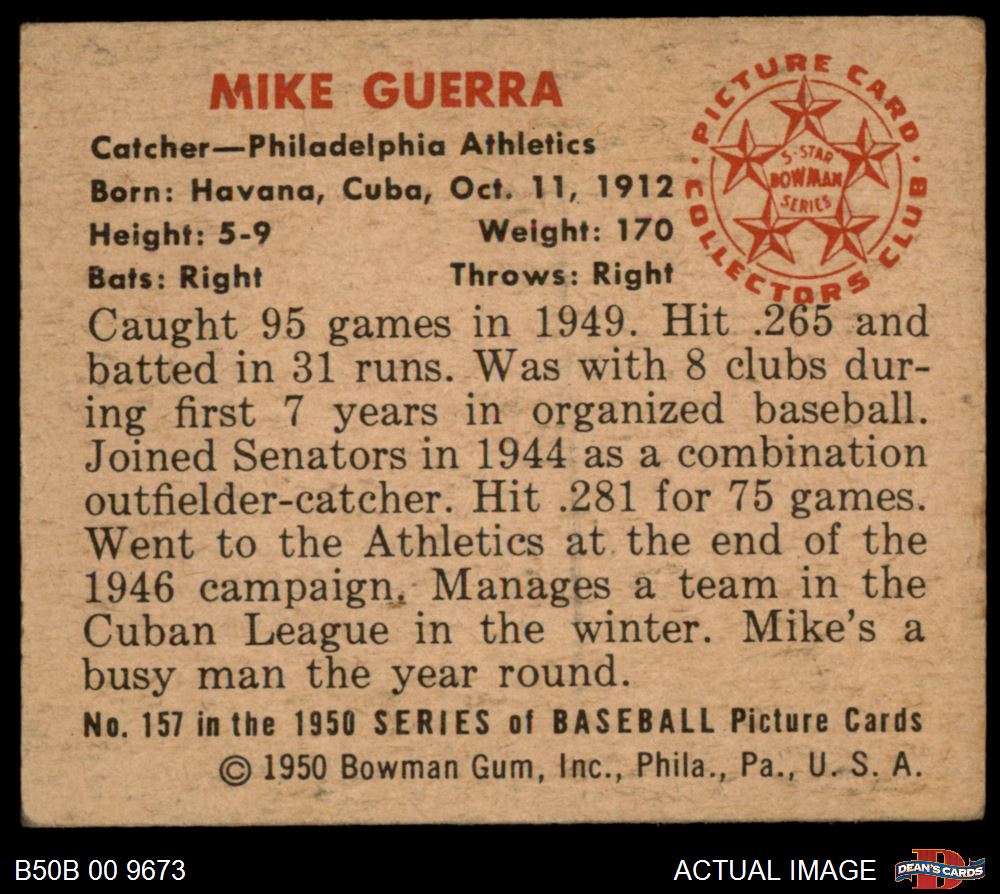 MIKE GUERRA
Catcher—Philadelphia Athletics
Born: Havana, Cuba, Oct. 11, 1912
Height: 5-9 Weight: 170
Bats: Right Throws: Right
· PICTURE CARD · COLLECTORS CLUB
5-STAR
BOWMAN
SERIES
Caught 95 games in 1949. Hit .265 and
batted in 31 runs. Was with 8 clubs dur-
ing first 7 years in organized baseball.
Joined Senators in 1944 as a combination
outfielder-catcher. Hit .281 for 75 games.
Went to the Athletics at the end of the
1946 campaign. Manages a team in the
Cuban League in the winter. Mike's a
busy man the year round.
No. 157 in the 1950 SERIES of BASEBALL Picture Cards
© 1950 Bowman Gum, Inc., Phila., Pa., U. S. A.
B50B 00 9673
ACTUAL IMAGE
D
DEAN'S CARDS